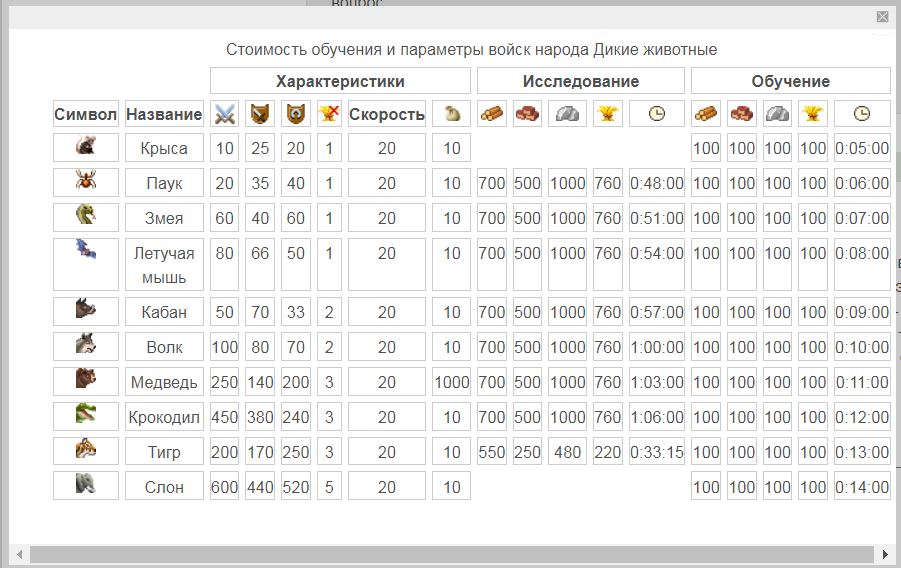 вопрос
Стоимость обучения и параметры войск народа Дикие животные
Характеристики Исследование Обучение
Символ Название Скорость
Крыса 10 25 20 1 20 10 100 100 100 100 0:05:00
Паук 20 35 40 1 20 10 700 500 1000 760 0:48:00 100 100 100 100 0:06:00
Змея 60 40 60 1 20 10 700 500 1000 760 0:51:00 100 100 100 100 0:07:00
Летучая 80 66 50 1 20 10 700 500 1000 760 0:54:00 100 100 100 100 0:08:00
мышь
Кабан 50 70 33 2 20 10 700 500 1000 760 0:57:00 100 100 100 100 0:09:00
Волк 100 80 70 2 20 10 700 500 1000 760 1:00:00 100 100 100 100 0:10:00
Медведь 250 140 200 3 20 1000 700 500 1000 760 1:03:00 100 100 100 100 0:11:00
Крокодил 450 380 240 3 20 10 700 500 1000 760 1:06:00 100 100 100 100 0:12:00
Тигр 200 170 250 3 20 10 550 250 480 220 0:33:15 100 100 100 100 0:13:00
Слон 600 440 520 5 20 10 100 100 100 100 0:14:00